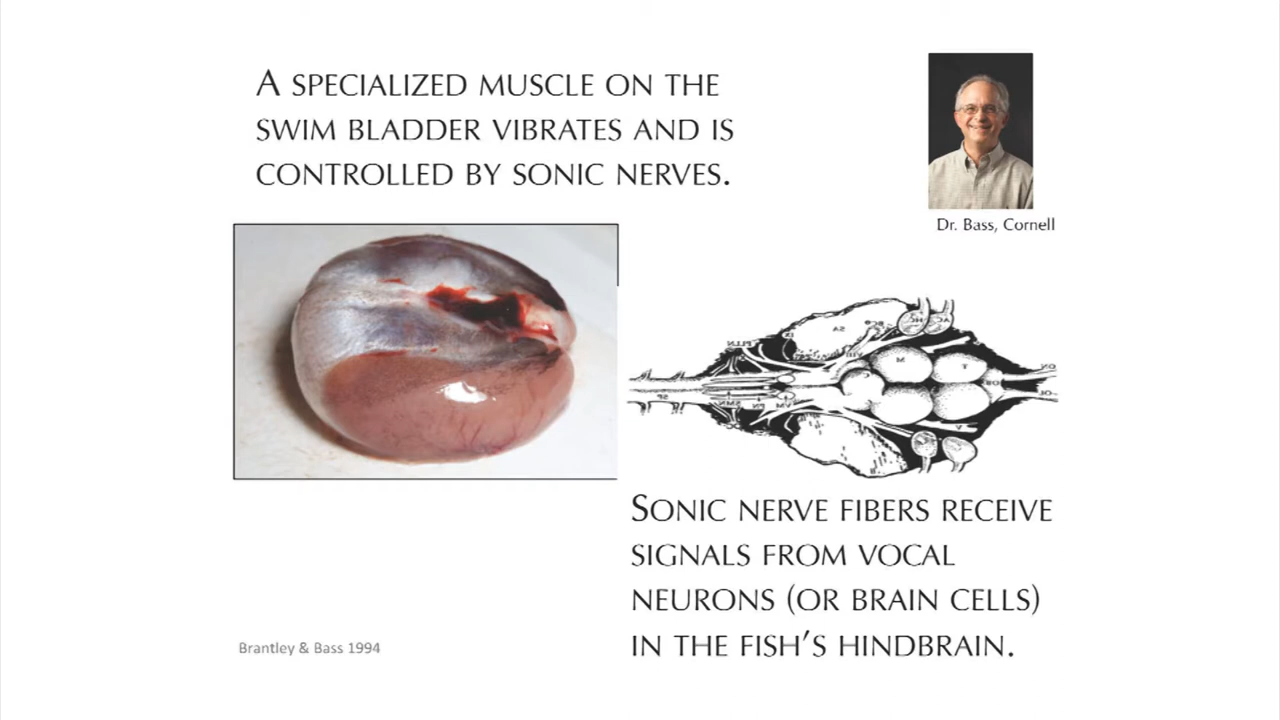 A SPECIALIZED MUSCLE ON THE
SWIM BLADDER VIBRATES AND IS
CONTROLLED BY SONIC NERVES.
Dr. Bass, Cornell
SONIC NERVE FIBERS RECEIVE
SIGNALS FROM VOCAL
NEURONS (OR BRAIN CELLS)
IN THE FISH'S HINDBRAIN.
Brantley & Bass 1994